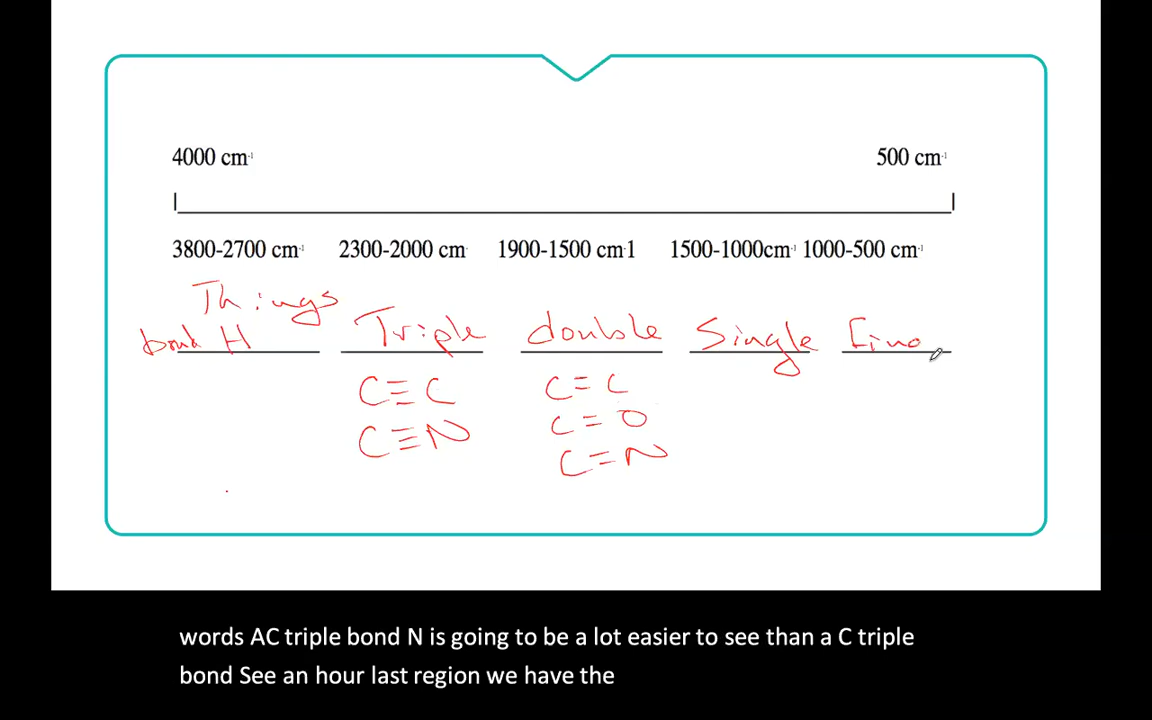 4000 cm-1 500 cm-1
3800-2700 cm-1 2300-2000 cm- 1900-1500 cm-1 1500-1000cm-1 1000-500 cm-1
Things
bond H Triple double Single Fing
C≡C C=C
C≡N C=O
C=N
words AC triple bond N is going to be a lot easier to see than a C triple
bond See an hour last region we have the